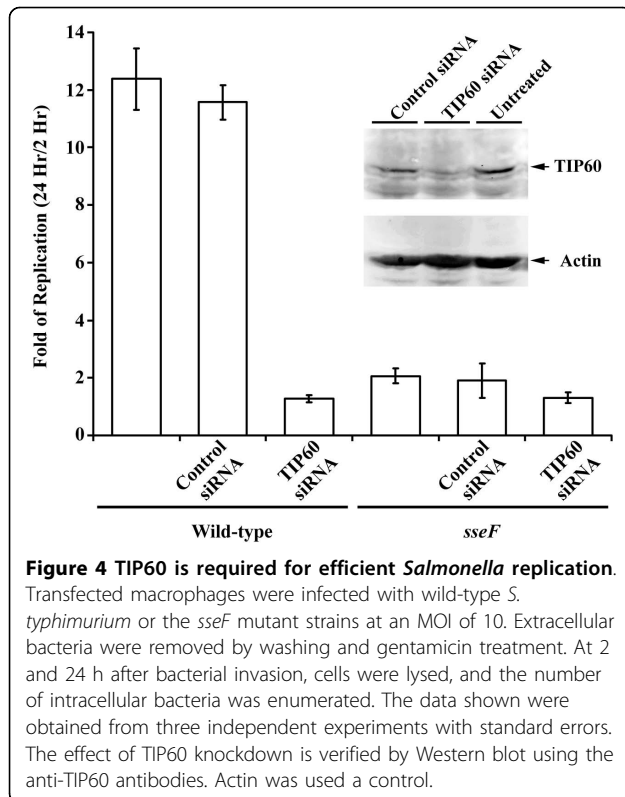 14
12
10
8
6
4
2
0
Fold of Replication (24 Hr/2 Hr)
Control siRNA
TIP60 siRNA
Untreated
TIP60
Actin
Control
siRNA
TIP60
siRNA
Control
siRNA
TIP60
siRNA
Wild-type
sseF
Figure 4 TIP60 is required for efficient Salmonella replication.
Transfected macrophages were infected with wild-type S.
typhimurium or the sseF mutant strains at an MOI of 10. Extracellular
bacteria were removed by washing and gentamicin treatment. At 2
and 24 h after bacterial invasion, cells were lysed, and the number
of intracellular bacteria was enumerated. The data shown were
obtained from three independent experiments with standard errors.
The effect of TIP60 knockdown is verified by Western blot using the
anti-TIP60 antibodies. Actin was used a control.